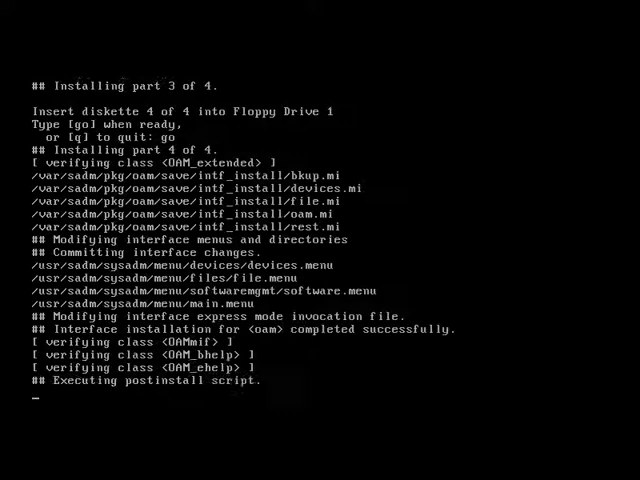 ## Installing part 3 of 4.
Insert diskette 4 of 4 into Floppy Drive 1
Type [go] when ready,
or [q] to quit: go
## Installing part 4 of 4.
[ verifying class <OAM_extended> ]
/var/sadm/pkg/oam/save/intf_install/bkup.mi
/var/sadm/pkg/oam/save/intf_install/devices.mi
/var/sadm/pkg/oam/save/intf_install/file.mi
/var/sadm/pkg/oam/save/intf_install/oam.mi
/var/sadm/pkg/oam/save/intf_install/rest.mi
## Modifying interface menus and directories
## Committing interface changes.
/usr/sadm/sysadm/menu/devices/devices.menu
/usr/sadm/sysadm/menu/files/file.menu
/usr/sadm/sysadm/menu/softwaremgmt/software.menu
/usr/sadm/sysadm/menu/main.menu
## Modifying interface express mode invocation file.
## Interface installation for <oam> completed successfully.
[ verifying class <OAMmif> ]
[ verifying class <OAM_bhelp> ]
[ verifying class <OAM_ehelp> ]
## Executing postinstall script.